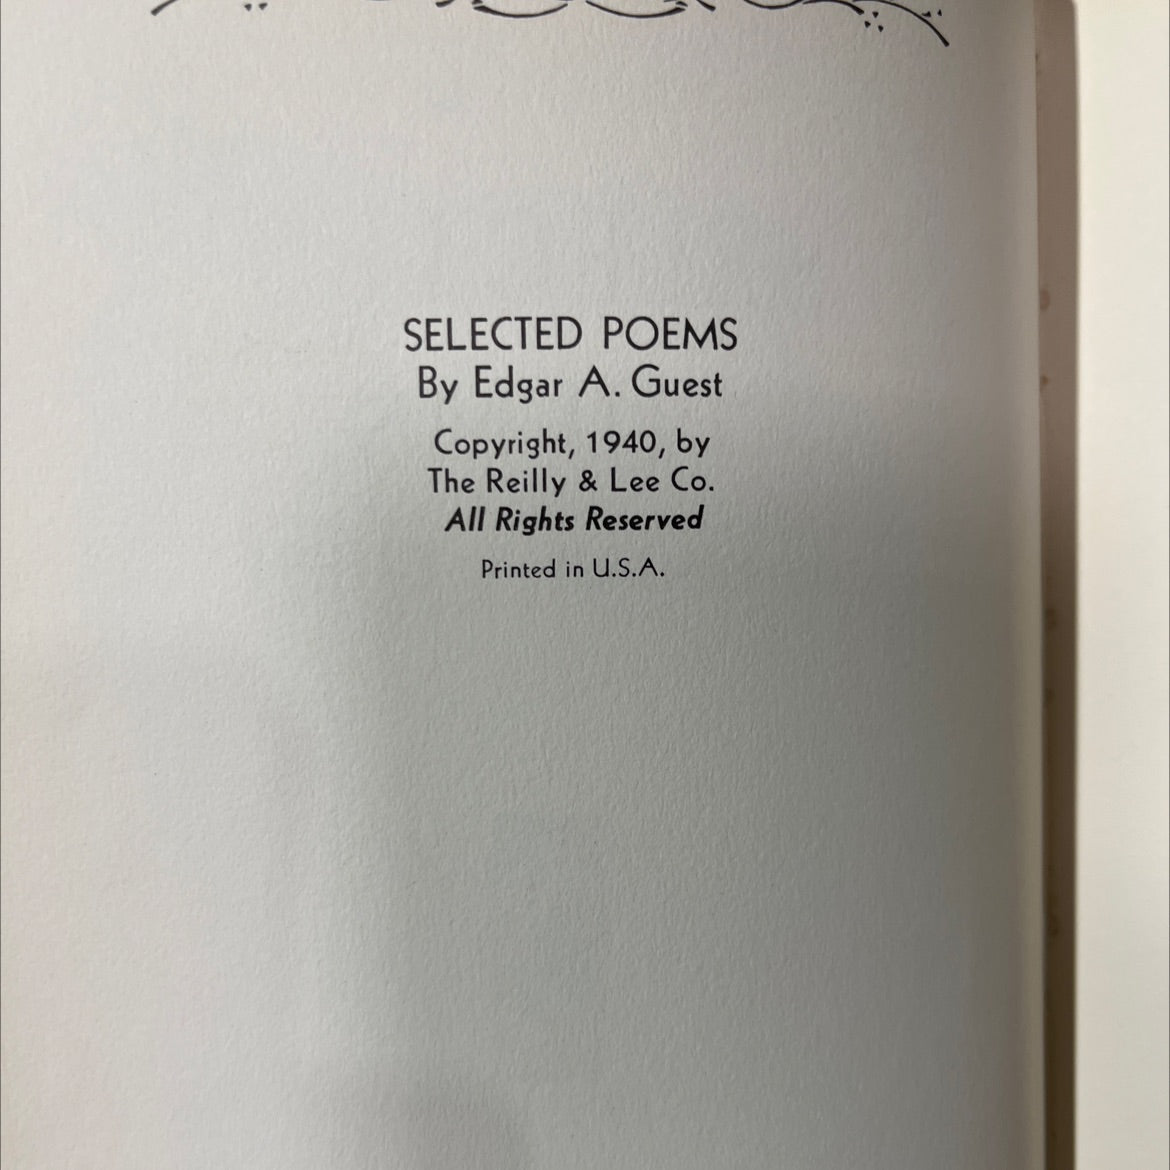 SELECTED POEMS
By Edgar A. Guest
Copyright, 1940, by
The Reilly & Lee Co.
All Rights Reserved
Printed in U.S.A.